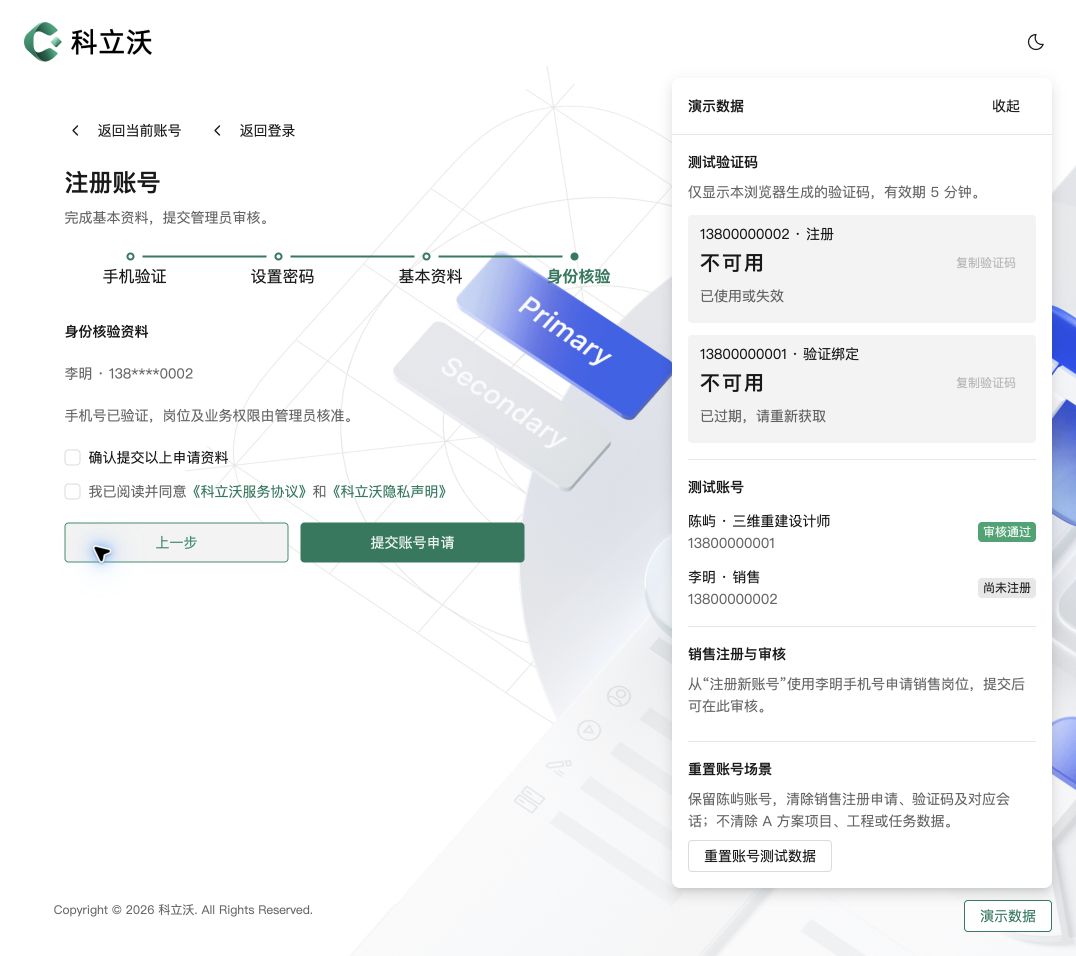 科立沃
返回当前账号
返回登录
注册账号
完成基本资料，提交管理员审核。
手机验证
设置密码
基本资料
身份核验
身份核验资料
李明 · 138****0002
手机号已验证，岗位及业务权限由管理员核准。
确认提交以上申请资料
我已阅读并同意《科立沃服务协议》和《科立沃隐私声明》
上一步
提交账号申请
Primary
Secondary
演示数据
收起
测试验证码
仅显示本浏览器生成的验证码，有效期 5 分钟。
13800000002 · 注册
不可用
复制验证码
已使用或失效
13800000001 · 验证绑定
不可用
复制验证码
已过期，请重新获取
测试账号
陈屿 · 三维重建设计师
13800000001
审核通过
李明 · 销售
13800000002
尚未注册
销售注册与审核
从“注册新账号”使用李明手机号申请销售岗位，提交后
可在此审核。
重置账号场景
保留陈屿账号，清除销售注册申请、验证码及对应会
话；不清除 A 方案项目、工程或任务数据。
重置账号测试数据
Copyright © 2026 科立沃. All Rights Reserved.
演示数据